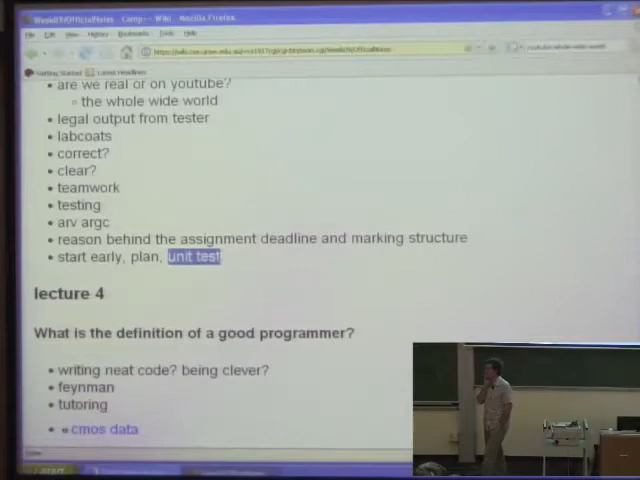 Week01/OfficialNotes - Camp++ Wiki - Mozilla Firefox
File Edit View History Bookmarks Tools Help
Getting Started Latest Headlines
• are we real or on youtube?
◦ the whole wide world
• legal output from tester
• labcoats
• correct?
• clear?
• teamwork
• testing
• arv argc
• reason behind the assignment deadline and marking structure
• start early, plan, unit test
lecture 4
What is the definition of a good programmer?
• writing neat code? being clever?
• feynman
• tutoring
• cmos data